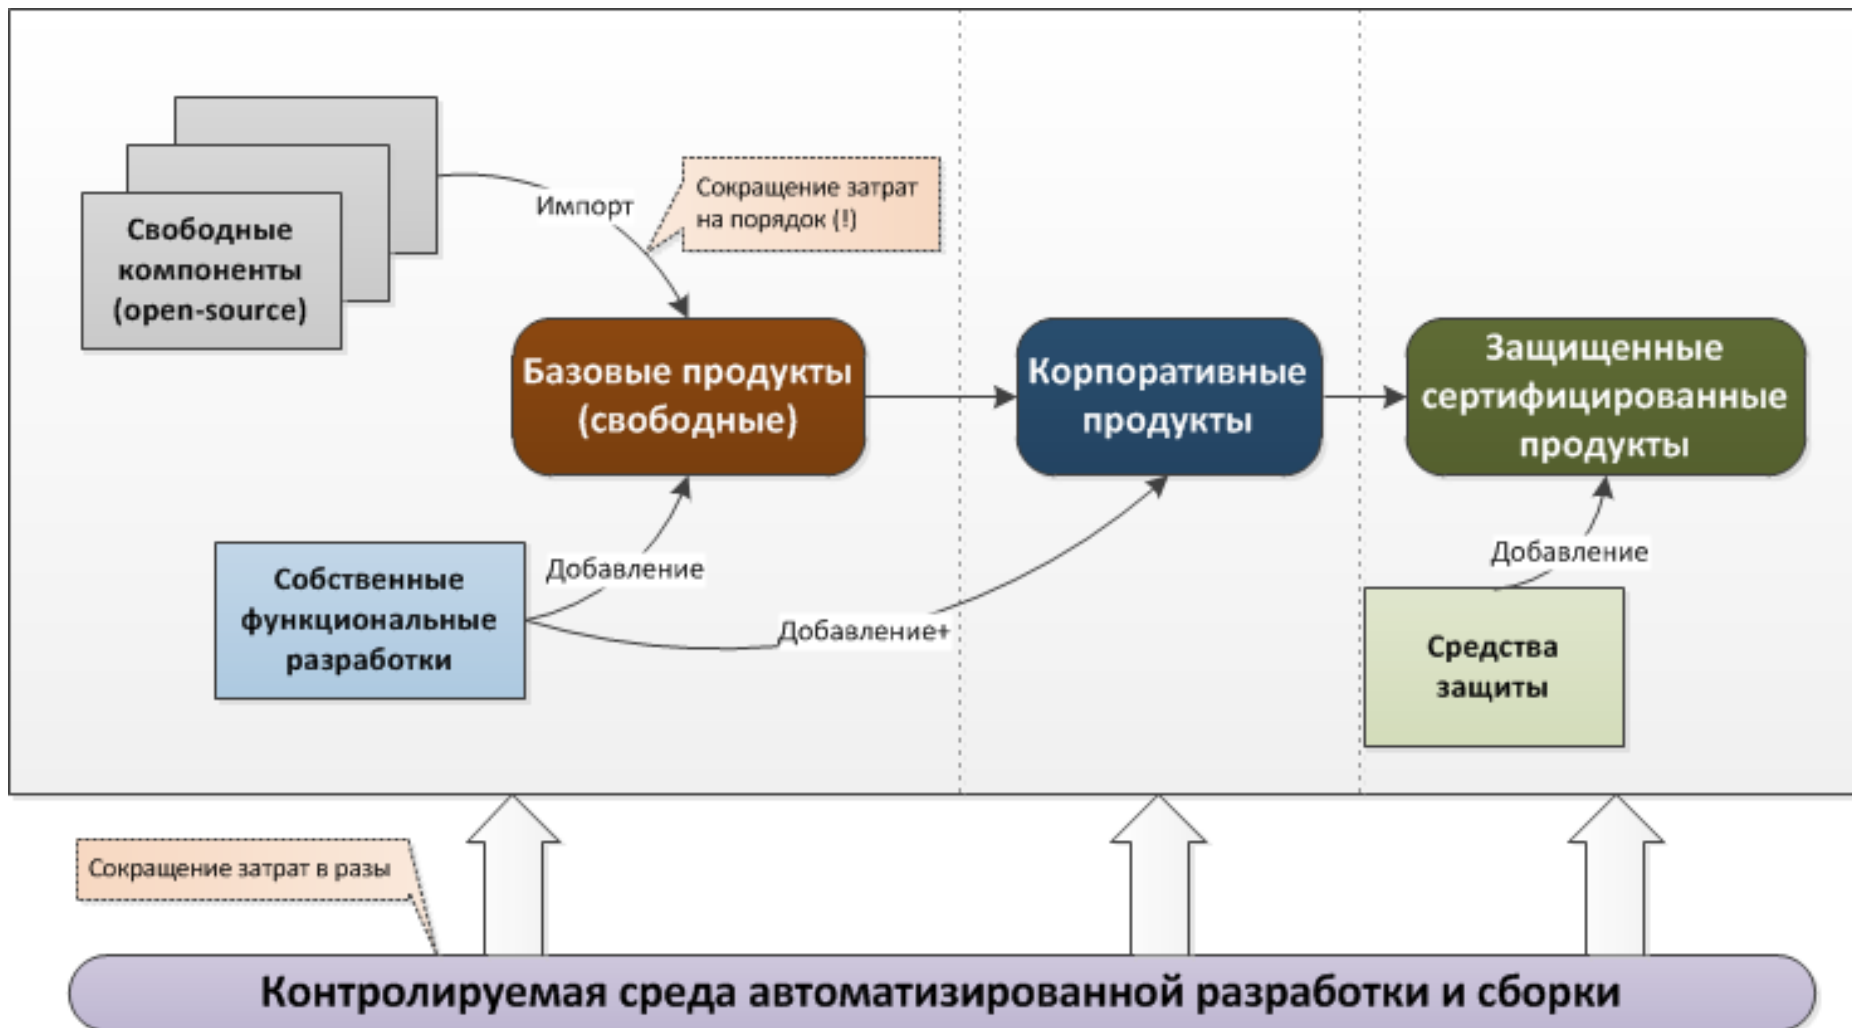 Свободные
компоненты
(open-source)
Импорт
Сокращение затрат
на порядок (!)
Базовые продукты
(свободные)
Корпоративные
продукты
Защищенные
сертифицированные
продукты
Собственные
функциональные
разработки
Добавление
Добавление+
Добавление
Средства
защиты
Сокращение затрат в разы
Контролируемая среда автоматизированной разработки и сборки